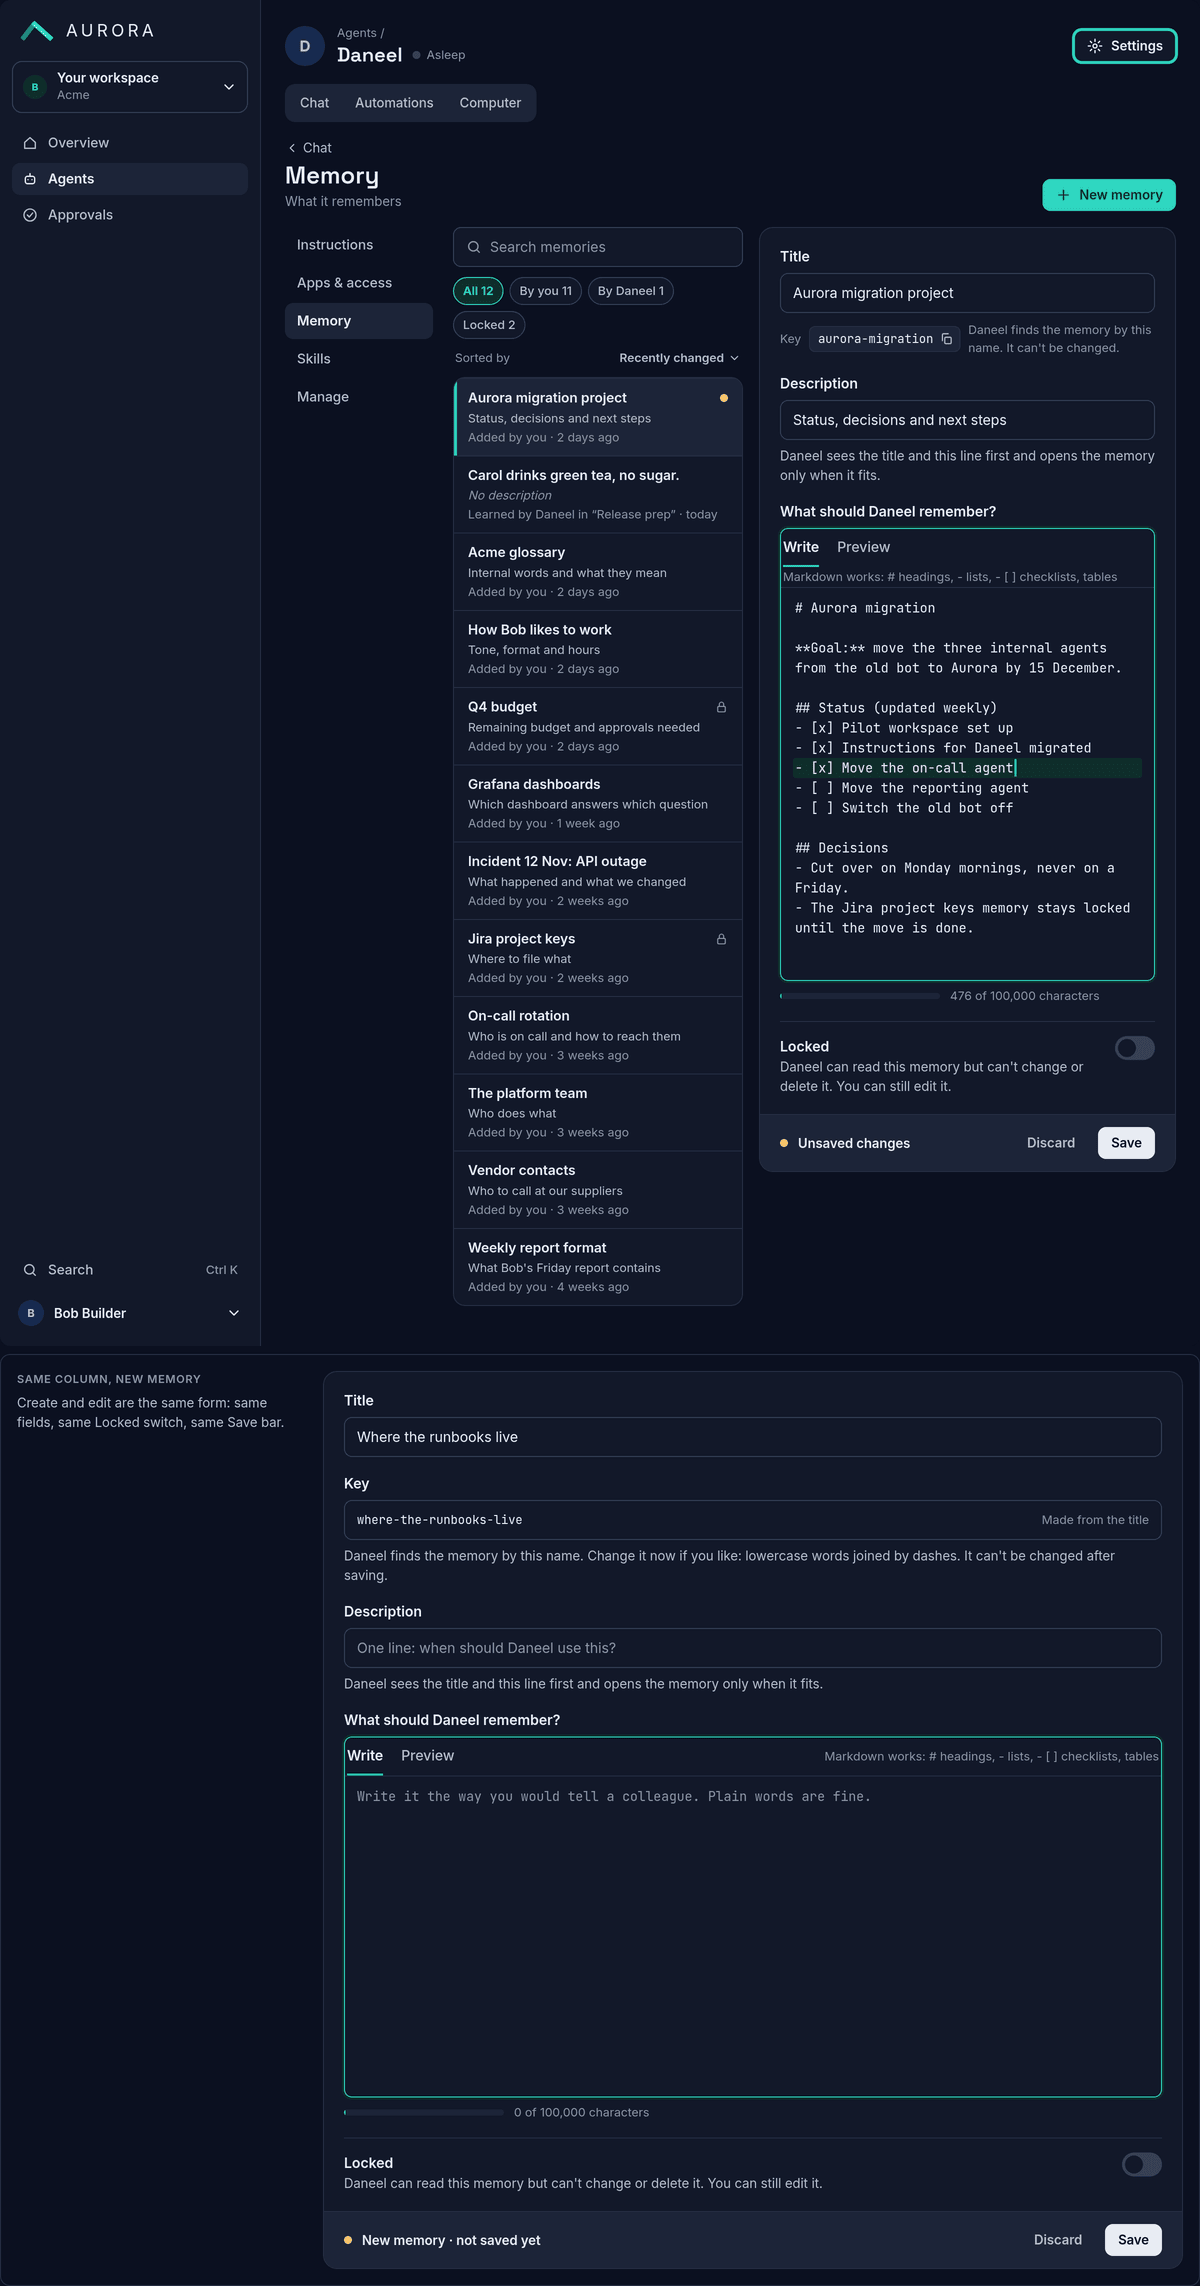 AURORA
B
Your workspace
Acme
Overview
Agents
Approvals
Search
Ctrl K
B
Bob Builder
D
Agents /
Daneel
Asleep
Settings
Chat
Automations
Computer
Chat
Memory
What it remembers
New memory
Instructions
Apps & access
Memory
Skills
Manage
Search memories
All 12
By you 11
By Daneel 1
Locked 2
Sorted by
Recently changed
Aurora migration project
Status, decisions and next steps
Added by you · 2 days ago
Carol drinks green tea, no sugar.
No description
Learned by Daneel in “Release prep” · today
Acme glossary
Internal words and what they mean
Added by you · 2 days ago
How Bob likes to work
Tone, format and hours
Added by you · 2 days ago
Q4 budget
Remaining budget and approvals needed
Added by you · 2 days ago
Grafana dashboards
Which dashboard answers which question
Added by you · 1 week ago
Incident 12 Nov: API outage
What happened and what we changed
Added by you · 2 weeks ago
Jira project keys
Where to file what
Added by you · 2 weeks ago
On-call rotation
Who is on call and how to reach them
Added by you · 3 weeks ago
The platform team
Who does what
Added by you · 3 weeks ago
Vendor contacts
Who to call at our suppliers
Added by you · 3 weeks ago
Weekly report format
What Bob's Friday report contains
Added by you · 4 weeks ago
Title
Aurora migration project
Key
aurora-migration
Daneel finds the memory by this
name. It can't be changed.
Description
Status, decisions and next steps
Daneel sees the title and this line first and opens the memory
only when it fits.
What should Daneel remember?
Write
Preview
Markdown works: # headings, - lists, - [ ] checklists, tables
# Aurora migration
**Goal:** move the three internal agents
from the old bot to Aurora by 15 December.
## Status (updated weekly)
- [x] Pilot workspace set up
- [x] Instructions for Daneel migrated
- [x] Move the on-call agent
- [ ] Move the reporting agent
- [ ] Switch the old bot off
## Decisions
- Cut over on Monday mornings, never on a
Friday.
- The Jira project keys memory stays locked
until the move is done.
476 of 100,000 characters
Locked
Daneel can read this memory but can't change or
delete it. You can still edit it.
Unsaved changes
Discard
Save
SAME COLUMN, NEW MEMORY
Create and edit are the same form: same
fields, same Locked switch, same Save bar.
Title
Where the runbooks live
Key
where-the-runbooks-live
Made from the title
Daneel finds the memory by this name. Change it now if you like: lowercase words joined by dashes. It can't be changed after
saving.
Description
One line: when should Daneel use this?
Daneel sees the title and this line first and opens the memory only when it fits.
What should Daneel remember?
Write
Preview
Markdown works: # headings, - lists, - [ ] checklists, tables
Write it the way you would tell a colleague. Plain words are fine.
0 of 100,000 characters
Locked
Daneel can read this memory but can't change or delete it. You can still edit it.
New memory · not saved yet
Discard
Save